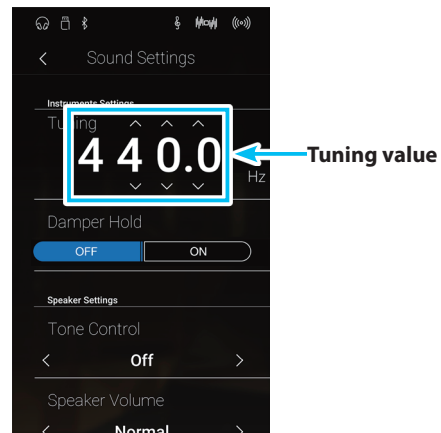 Sound Settings
Instruments Settings
Tuning
440.0
Hz
Tuning value
Damper Hold
OFF ON
Speaker Settings
Tone Control
Off
Speaker Volume
Normal